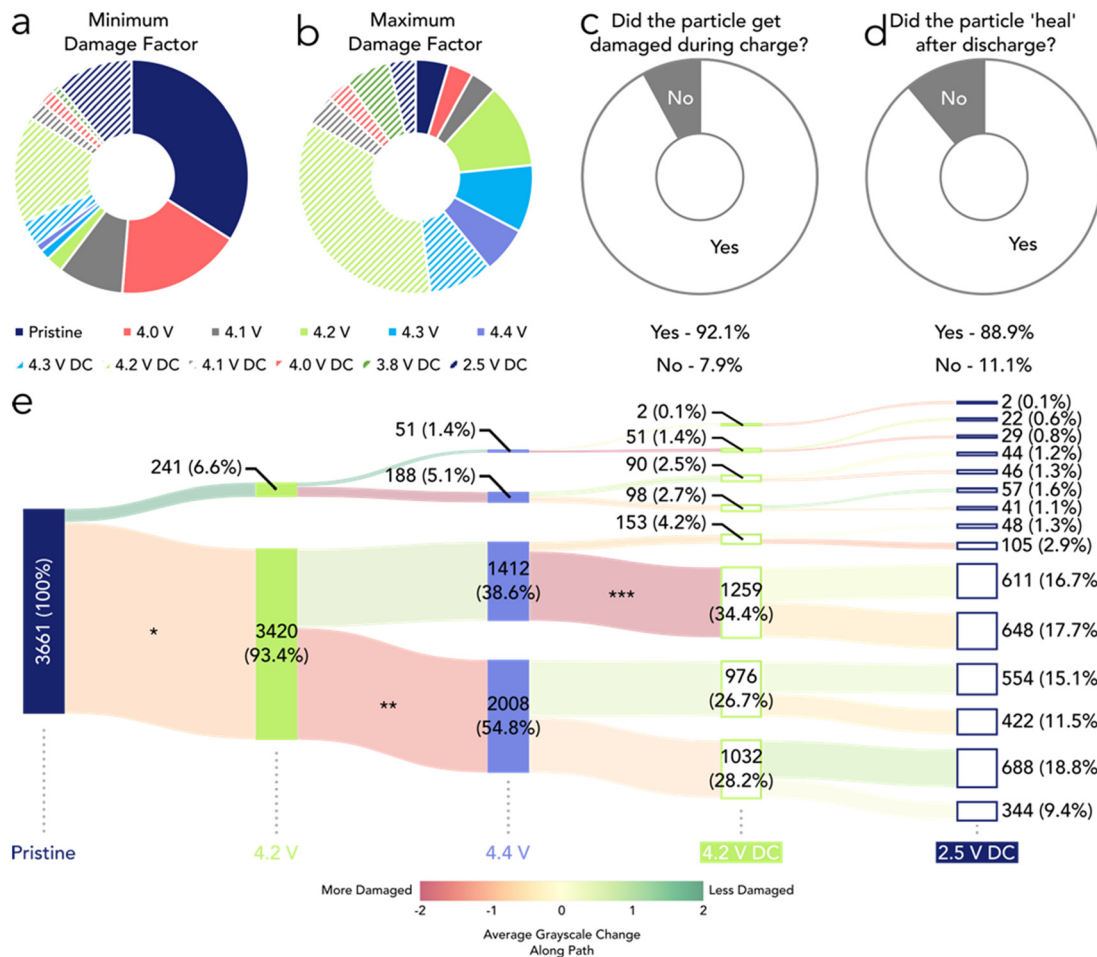 a
Minimum
Damage Factor
b
Maximum
Damage Factor
c
Did the particle get
damaged during charge?
d
Did the particle 'heal'
after discharge?
No
Yes
No
Yes
Pristine
4.0 V
4.1 V
4.2 V
4.3 V
4.4 V
4.3 V DC
4.2 V DC
4.1 V DC
4.0 V DC
3.8 V DC
2.5 V DC
Yes - 92.1%
No - 7.9%
Yes - 88.9%
No - 11.1%
e
3661 (100%)
*
241 (6.6%)
3420
(93.4%)
**
51 (1.4%)
188 (5.1%)
1412
(38.6%)
***
2008
(54.8%)
2 (0.1%)
51 (1.4%)
90 (2.5%)
98 (2.7%)
153 (4.2%)
1259
(34.4%)
976
(26.7%)
1032
(28.2%)
2 (0.1%)
22 (0.6%)
29 (0.8%)
44 (1.2%)
46 (1.3%)
57 (1.6%)
41 (1.1%)
48 (1.3%)
105 (2.9%)
611 (16.7%
648 (17.7%
554 (15.1%
422 (11.5%
688 (18.8%
344 (9.4%)
Pristine
4.2 V
4.4 V
4.2 V DC
2.5 V DC
More Damaged
Less Damaged
-2
-1
0
1
2
Average Grayscale Change
Along Path